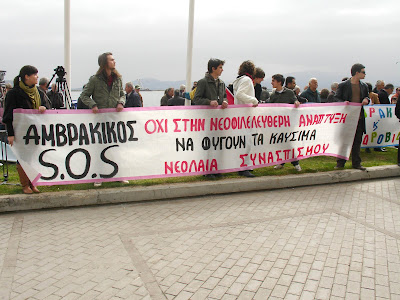 ΑΜΒΡΑΚΙΚΟΣ
S.O.S
ΟΧΙ ΣΤΗΝ ΝΕΟΦΙΛΕΛΕΥΘΕΡΗ ΑΝΑΠΤΥΞΗ
ΝΑ ΦΥΓΟΥΝ ΤΑ ΚΑΥΣΙΜΑ
ΝΕΟΛΑΙΑ ΣΥΝΑΣΠΙΣΜΟΥ